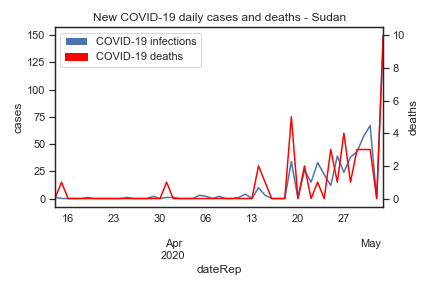 New COVID-19 daily cases and deaths - Sudan
COVID-19 infections
COVID-19 deaths
150
125
100
75
50
25
0
cases
10
8
6
4
2
0
deaths
16 23 30 06 13 20 27
Apr May
2020
dateRep